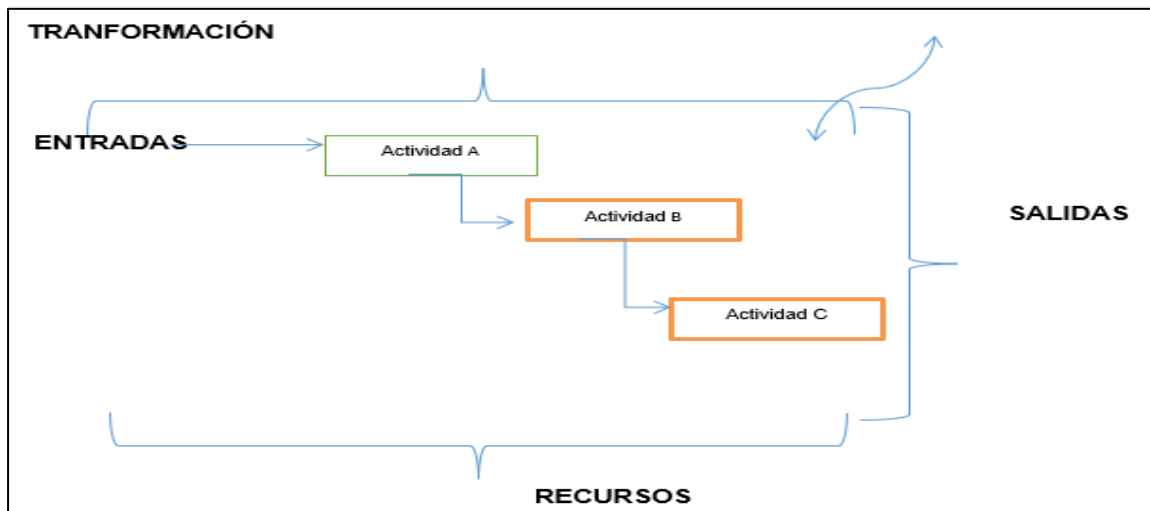 TRANFORMACIÓN
ENTRADAS
Actividad A
Actividad B
SALIDAS
Actividad C
RECURSOS